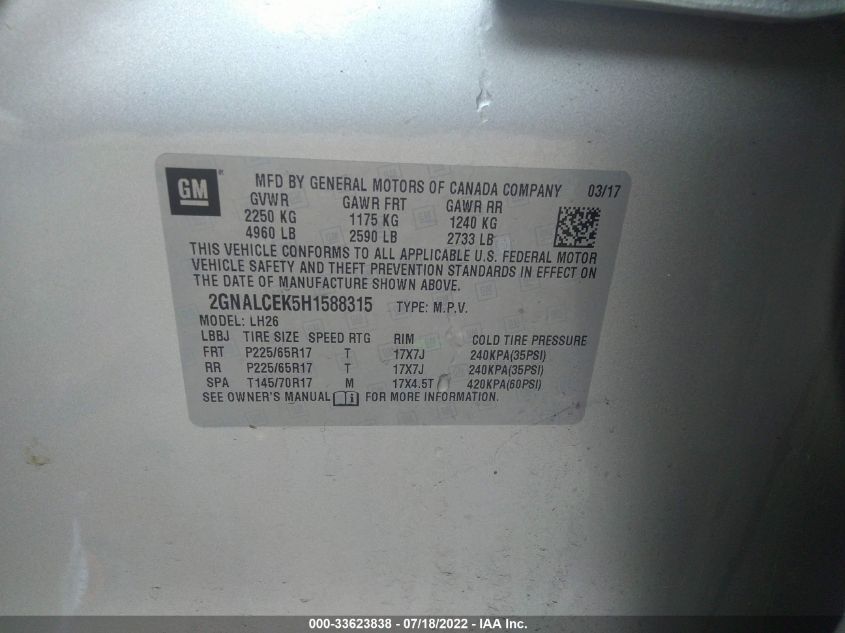 GM
MFD BY GENERAL MOTORS OF CANADA COMPANY 03/17
GVWR GAWR FRT GAWR RR
2250 KG 1175 KG 1240 KG
4960 LB 2590 LB 2733 LB
THIS VEHICLE CONFORMS TO ALL APPLICABLE U.S. FEDERAL MOTOR
VEHICLE SAFETY AND THEFT PREVENTION STANDARDS IN EFFECT ON
THE DATE OF MANUFACTURE SHOWN ABOVE.
2GNALCEK5H1588315 TYPE: M.P.V.
MODEL: LH26
LBBJ TIRE SIZE SPEED RTG RIM COLD TIRE PRESSURE
FRT P225/65R17 T 17X7J 240KPA(35PSI)
RR P225/65R17 T 17X7J 240KPA(35PSI)
SPA T145/70R17 M 17X4.5T 420KPA(60PSI)
SEE OWNER'S MANUAL FOR MORE INFORMATION.
000-33623838 - 07/18/2022 - IAA Inc.